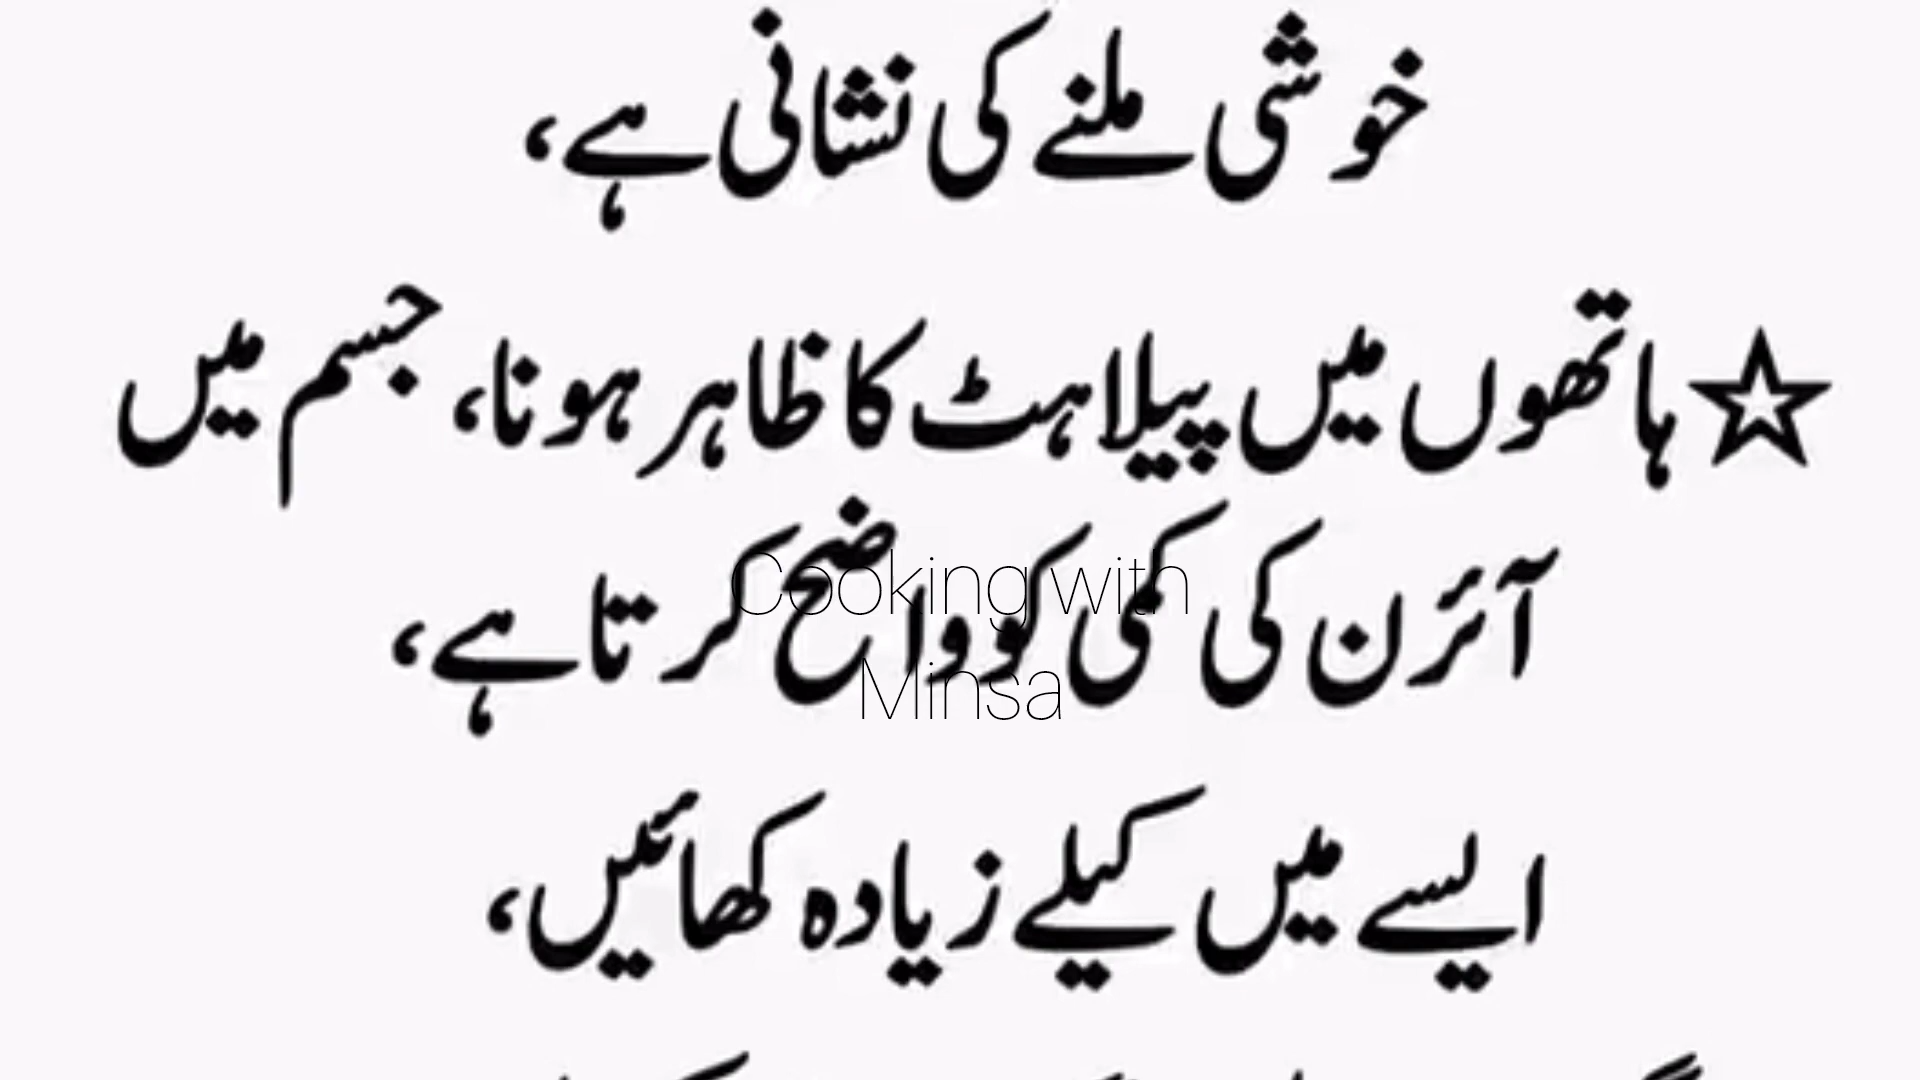 خوشی ملنے کی نشانی ہے،
☆ہاتھوں میں پیلاہٹ کا ظاہر ہونا، جسم میں
آئرن کی کمی کو واضح کرتا ہے،
Cooking with
Minsa
ایسے میں کیلے زیادہ کھائیں،